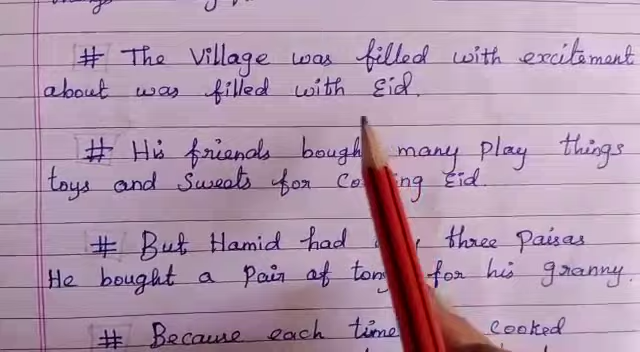 # The Village was filled with excitement
about was filled with Eid.
# His friends bough many Play things
toys and Sweats for Eid.
# But Hamid had three Paisas
He bought a Pair of for his granny.
# Because each time cooked